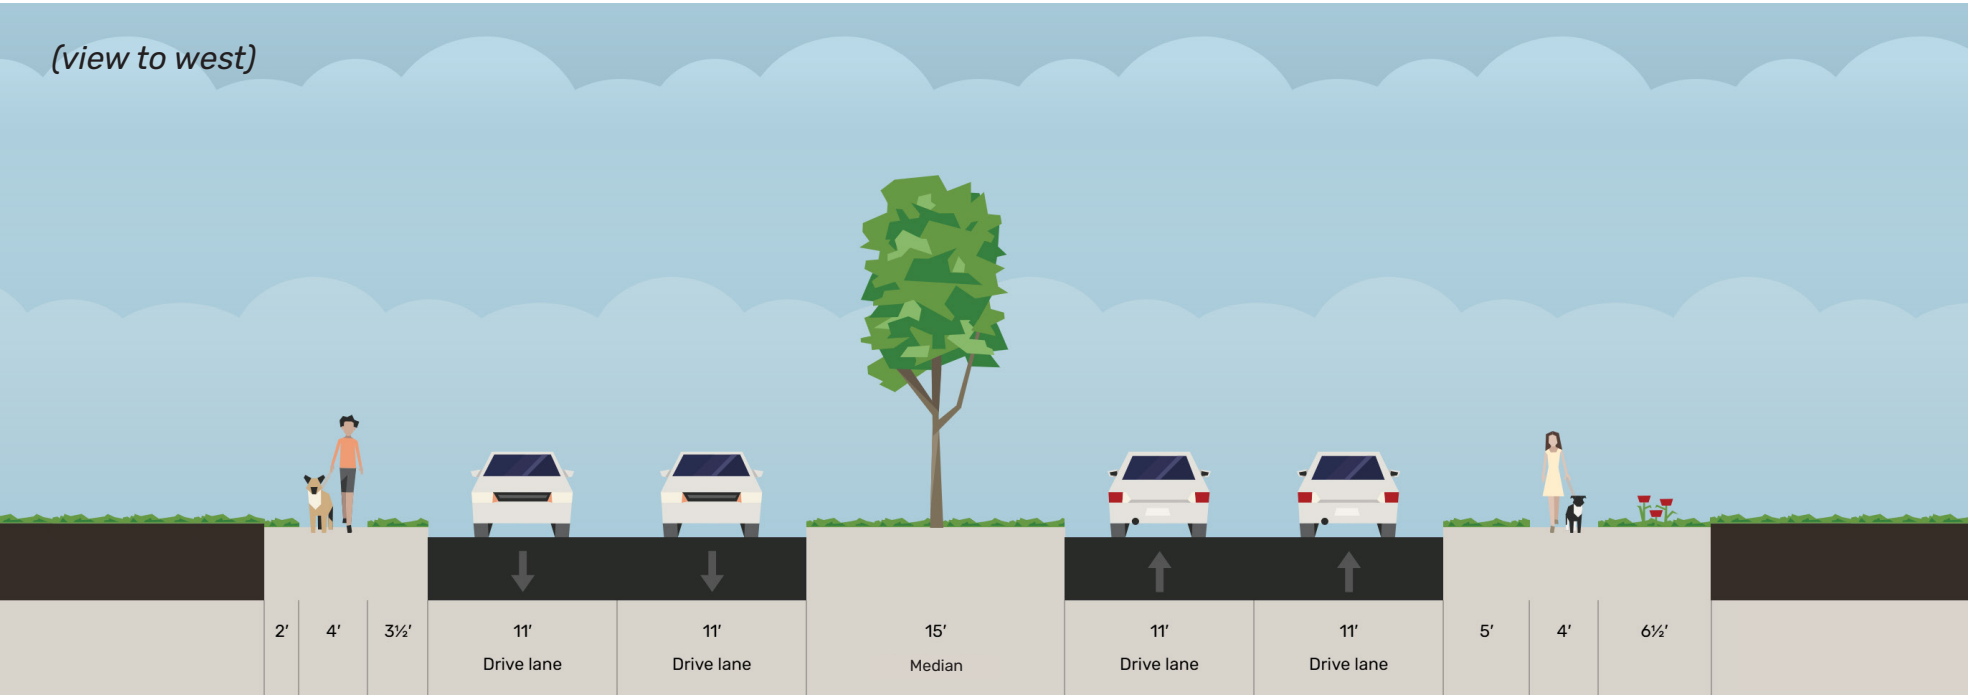 (view to west)
2′ 4′ 3½′ 11′ 11′ 15′ 11′ 11′ 5′ 4′ 6½′
Drive lane Drive lane Median Drive lane Drive lane